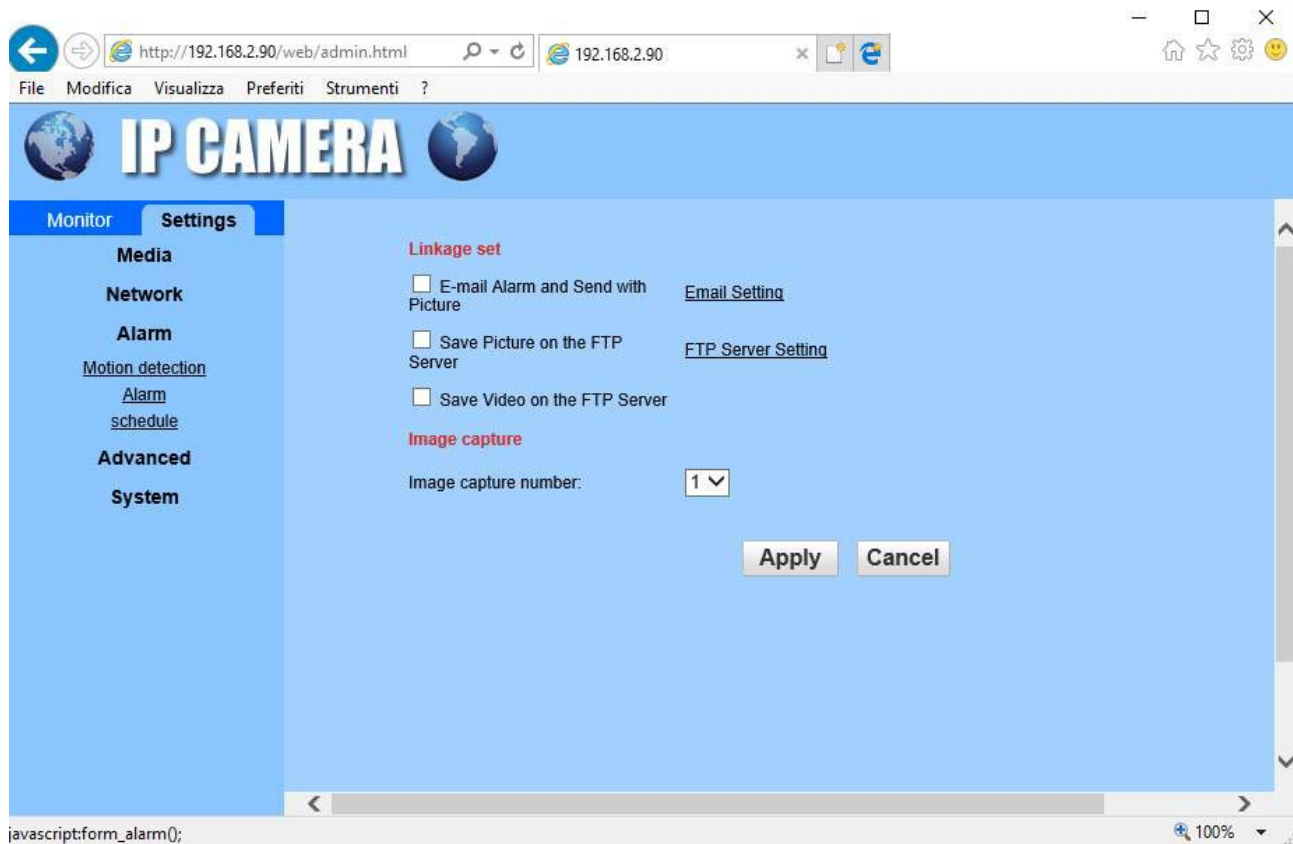 http://192.168.2.90/web/admin.html
192.168.2.90
File Modifica Visualizza Preferiti Strumenti ?
IP CAMERA
Monitor Settings
Media
Network
Alarm
Motion detection
Alarm
schedule
Advanced
System
Linkage set
E-mail Alarm and Send with
Picture
Email Setting
Save Picture on the FTP
Server
FTP Server Setting
Save Video on the FTP Server
Image capture
Image capture number:
1
Apply Cancel
javascript:form_alarm();
100%